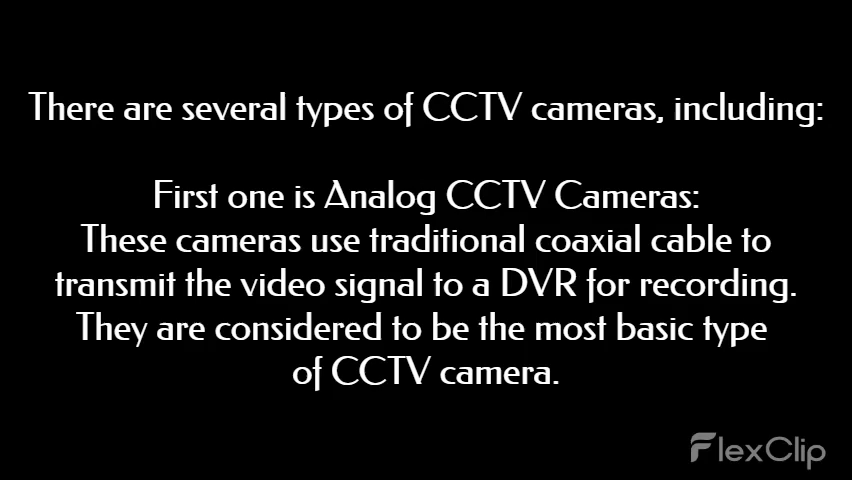 There are several types of CCTV cameras, including:
First one is Analog CCTV Cameras:
These cameras use traditional coaxial cable to
transmit the video signal to a DVR for recording.
They are considered to be the most basic type
of CCTV camera.
FlexClip